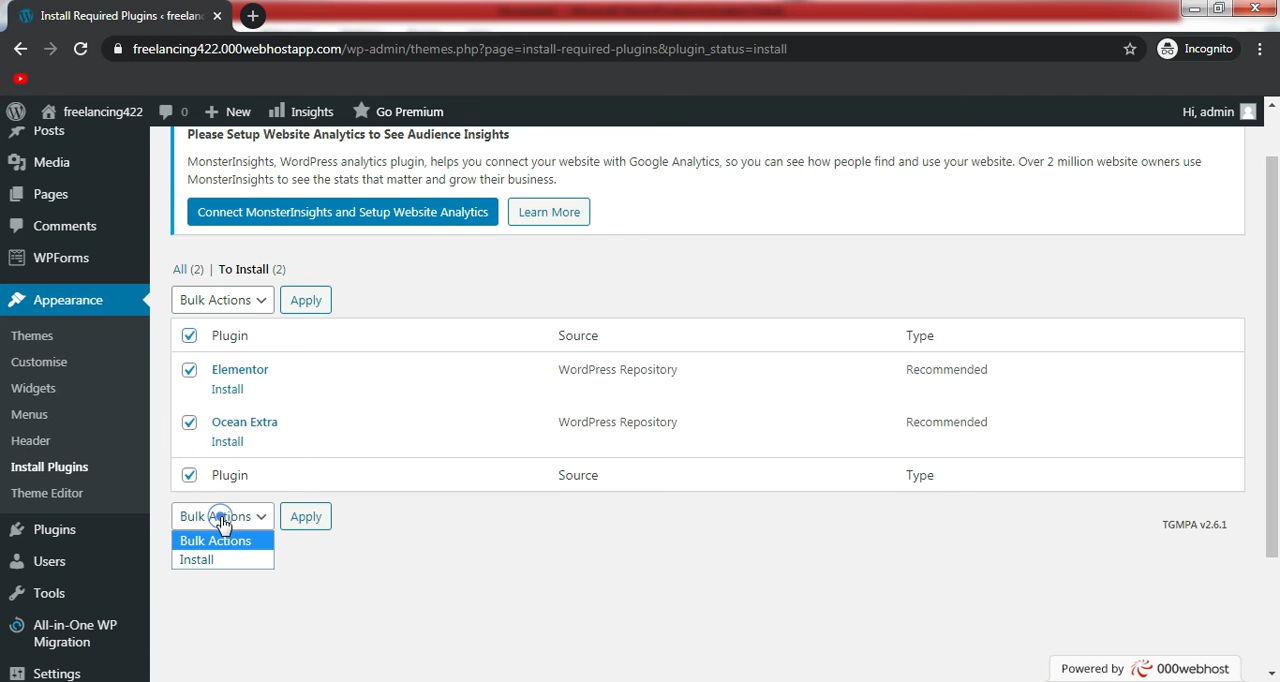 Install Required Plugins ‹ freelanc
freelancing422.000webhostapp.com/wp-admin/themes.php?page=install-required-plugins&plugin_status=install
Incognito
freelancing422
0
New
Insights
Go Premium
Hi, admin
Posts
Media
Pages
Comments
WPForms
Appearance
Themes
Customise
Widgets
Menus
Header
Install Plugins
Theme Editor
Plugins
Users
Tools
All-in-One WP
Migration
Settings
Please Setup Website Analytics to See Audience Insights
MonsterInsights, WordPress analytics plugin, helps you connect your website with Google Analytics, so you can see how people find and use your website. Over 2 million website owners use
MonsterInsights to see the stats that matter and grow their business.
Connect MonsterInsights and Setup Website Analytics
Learn More
All (2) | To Install (2)
Bulk Actions
Apply
Plugin Source Type
Elementor WordPress Repository Recommended
Install
Ocean Extra WordPress Repository Recommended
Install
Plugin Source Type
Bulk Actions
Apply
TGMPA v2.6.1
Bulk Actions
Install
Powered by 000webhost